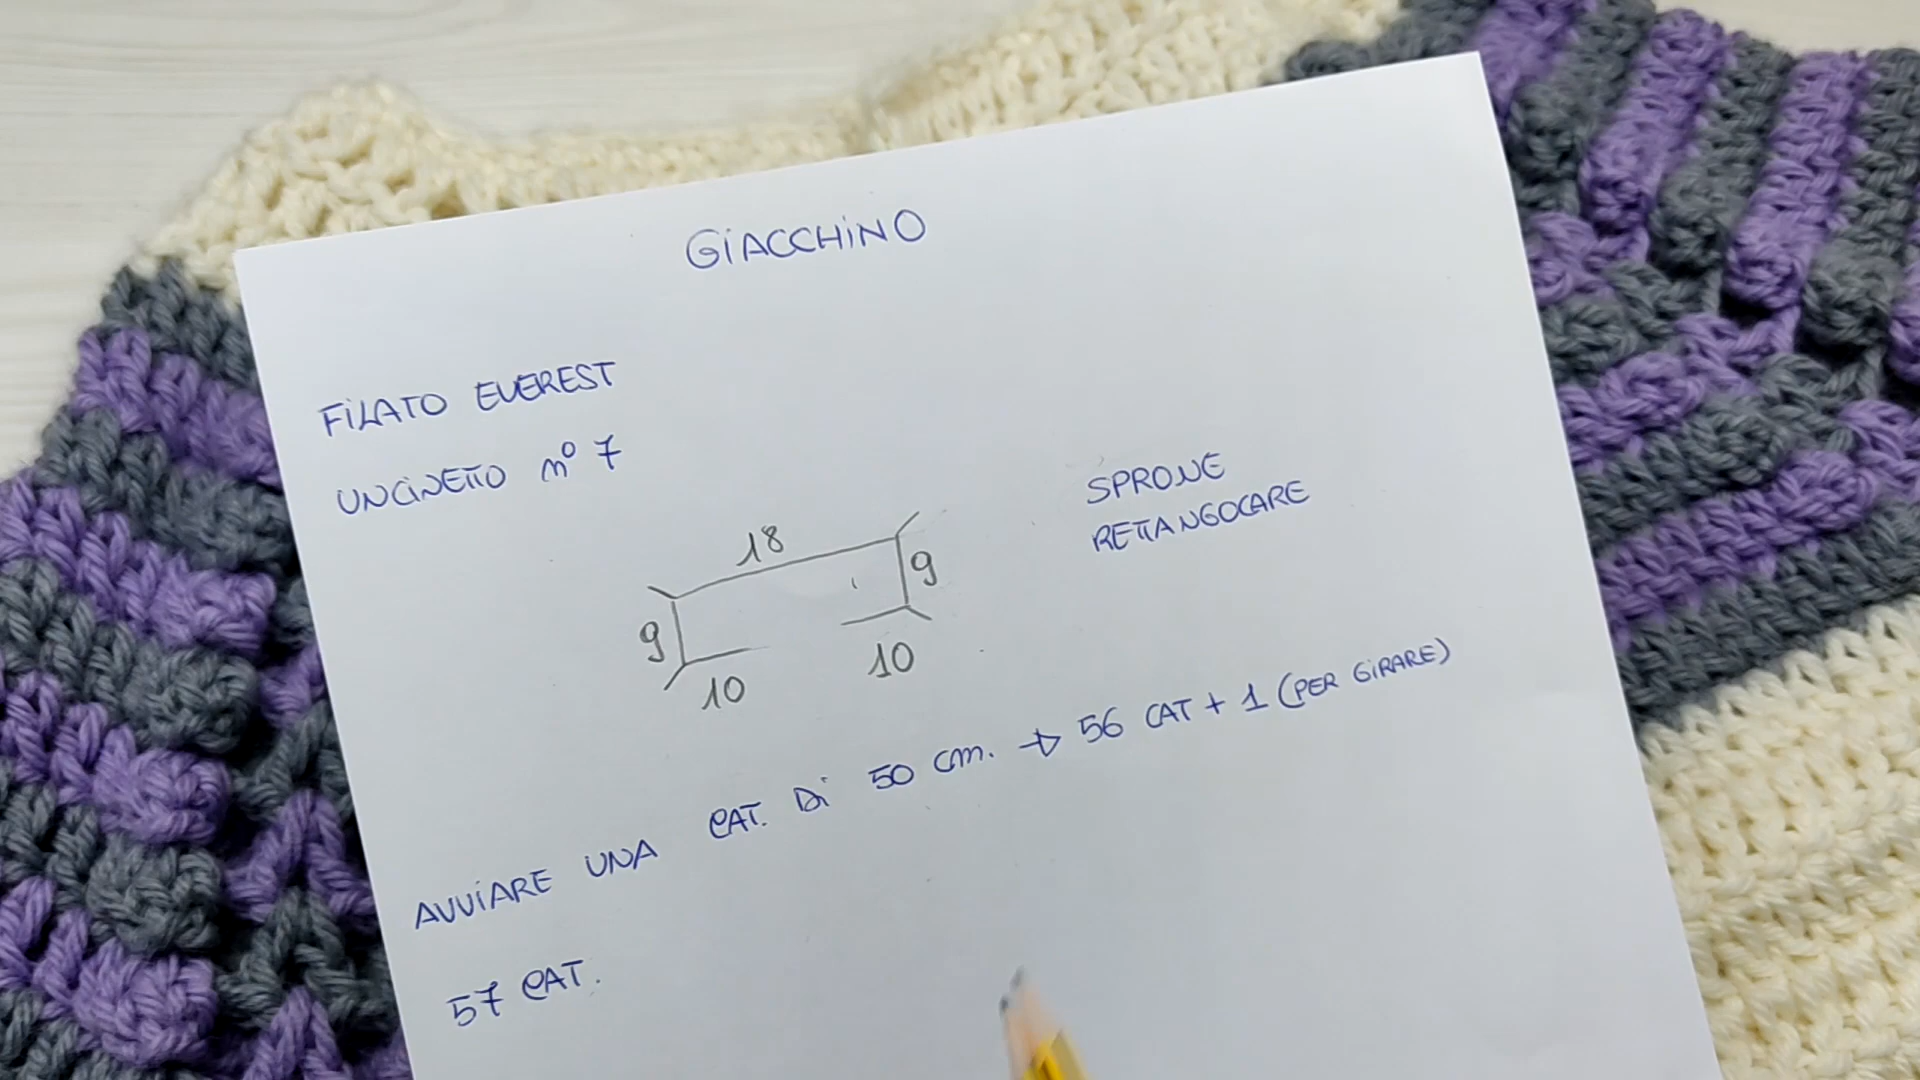 GIACCHINO
FILATO EVEREST
UNCINETTO nº 7
SPRONE
RETTANGOLARE
18
9
9
10
10
AVVIARE UNA CAT. Di 50 cm. → 56 CAT + 1 (PER GIRARE)
57 CAT.